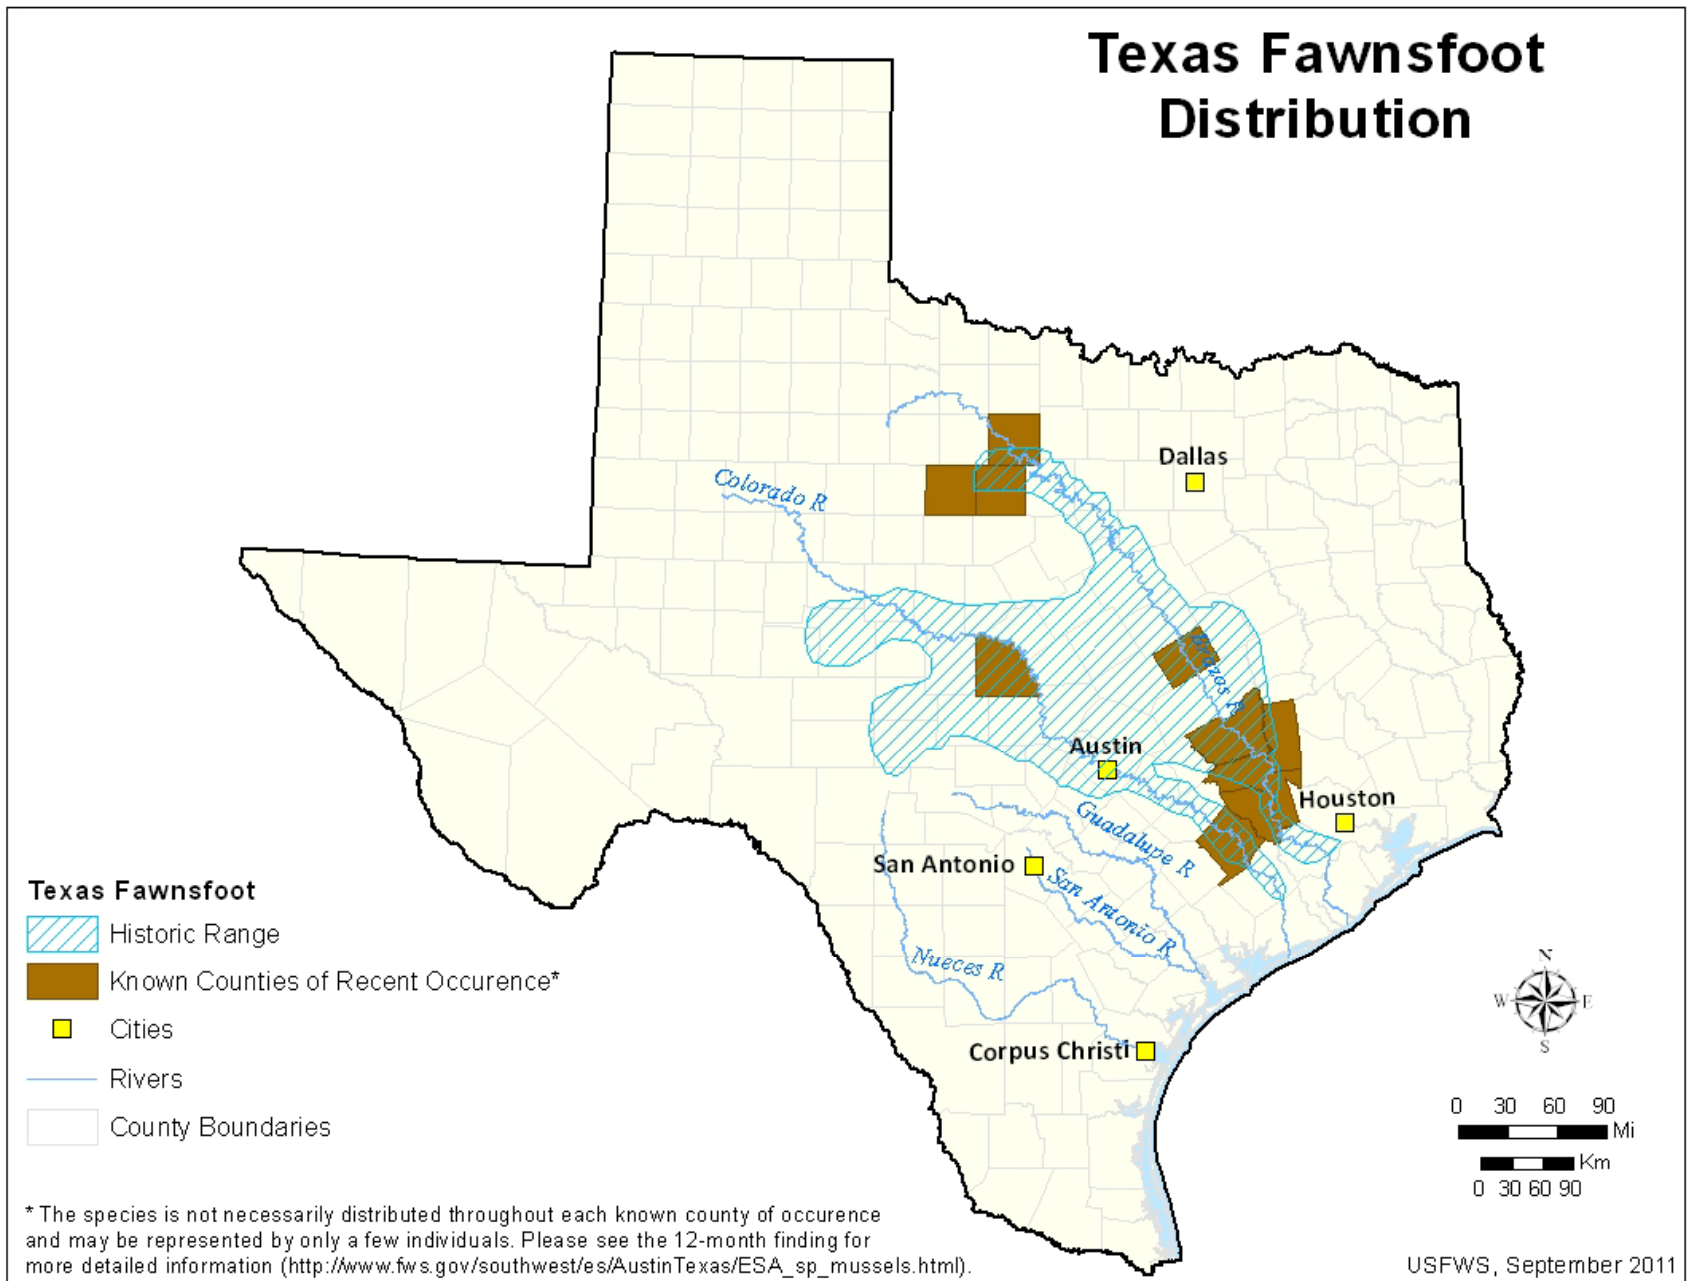 Texas Fawnsfoot
Distribution
Colorado R
Dallas
Brazos R
Austin
Houston
Guadalupe R
San Antonio
San Antonio R
Nueces R
Corpus Christi
Texas Fawnsfoot
Historic Range
Known Counties of Recent Occurence*
Cities
Rivers
County Boundaries
N
W E
S
0 30 60 90
Mi
Km
0 30 60 90
* The species is not necessarily distributed throughout each known county of occurence
and may be represented by only a few individuals. Please see the 12-month finding for
more detailed information (http://www.fws.gov/southwest/es/AustinTexas/ESA_sp_mussels.html).
USFWS, September 2011